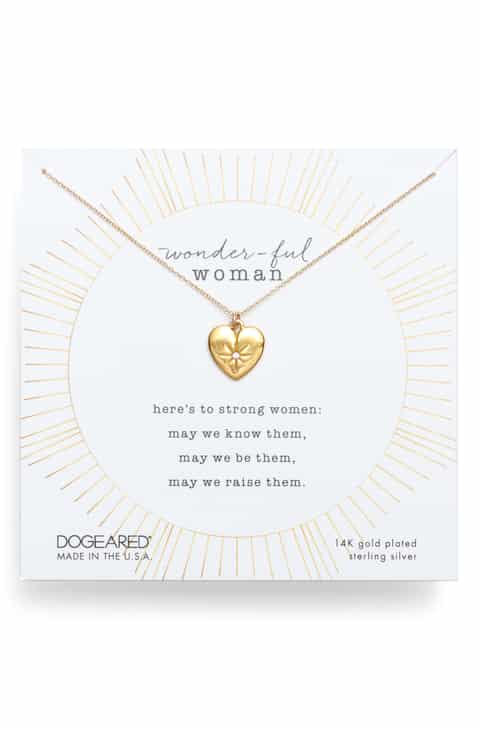 wonder-ful
woman
here's to strong women:
may we know them,
may we be them,
may we raise them.
DOGEARED®
MADE IN THE U.S.A.
14K gold plated
sterling silver